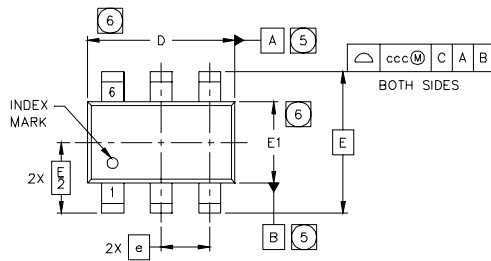 6
D
A 5
⌓ ccc Ⓜ C A B
BOTH SIDES
6
INDEX
MARK
E1
6
E
2X E/2
1
B 5
2X e